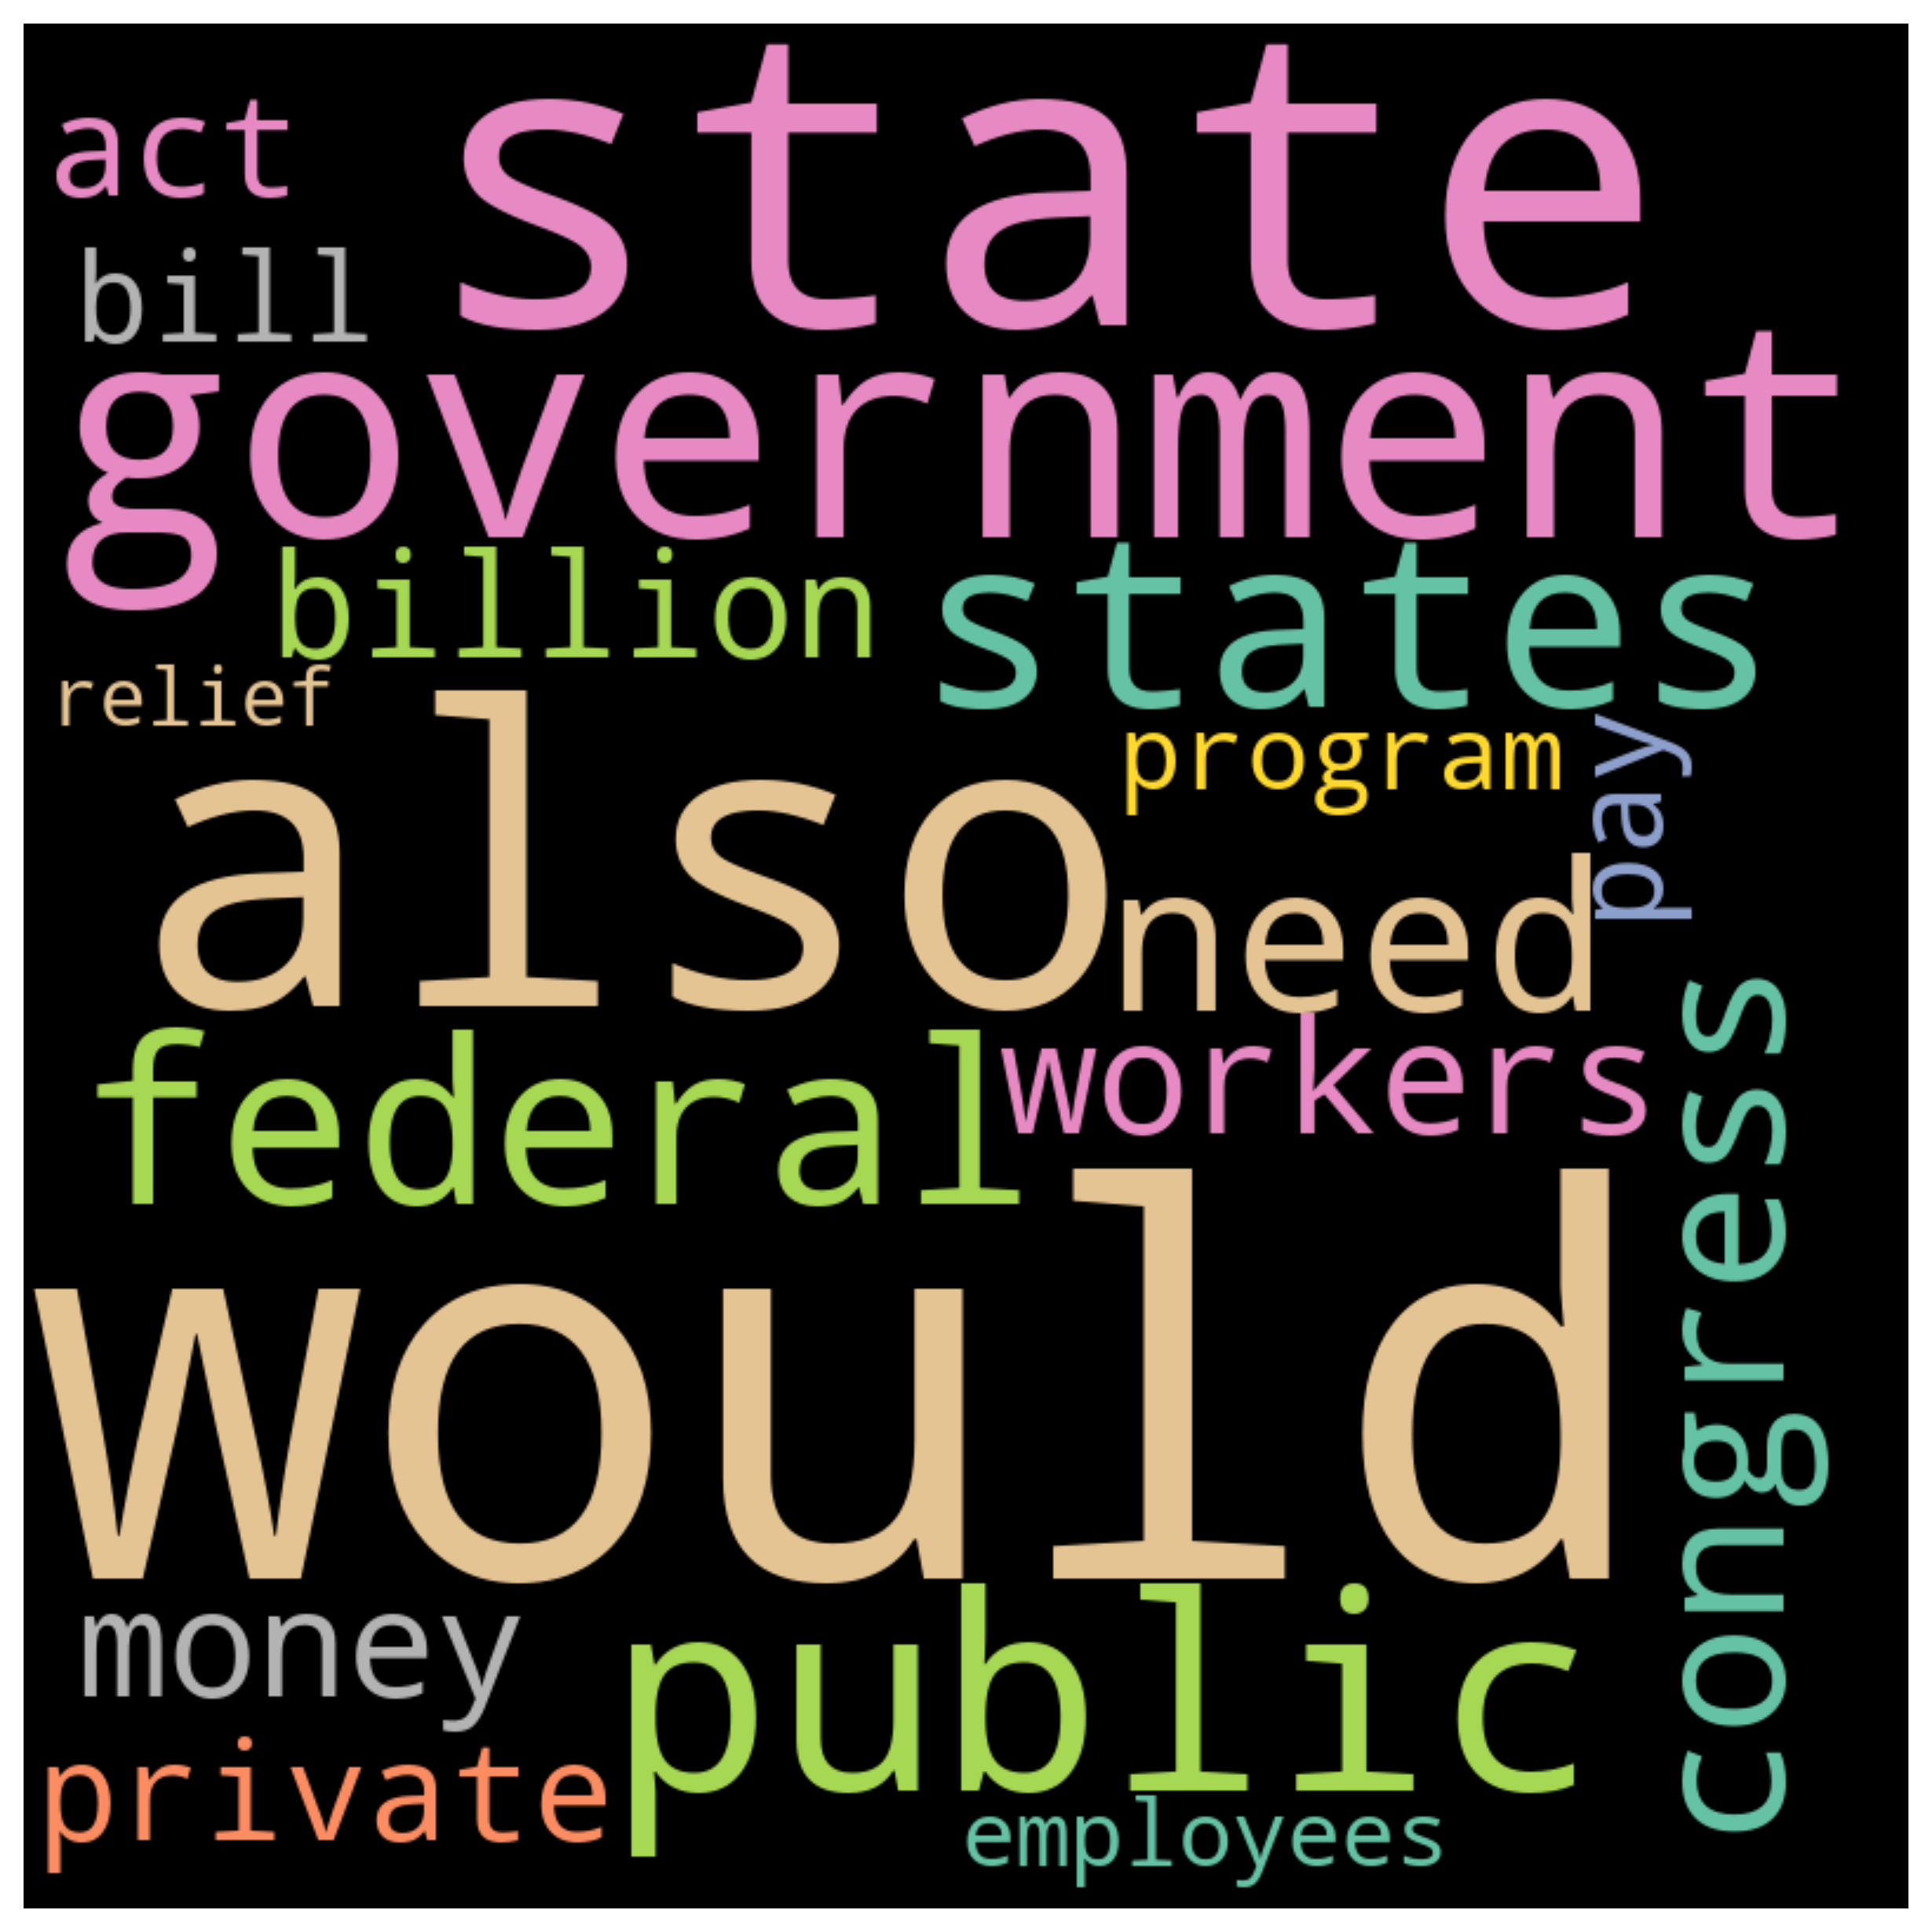 state
act
bill
government
billion
states
relief
program
pay
also
need
federal
workers
congress
would
money
public
private
employees